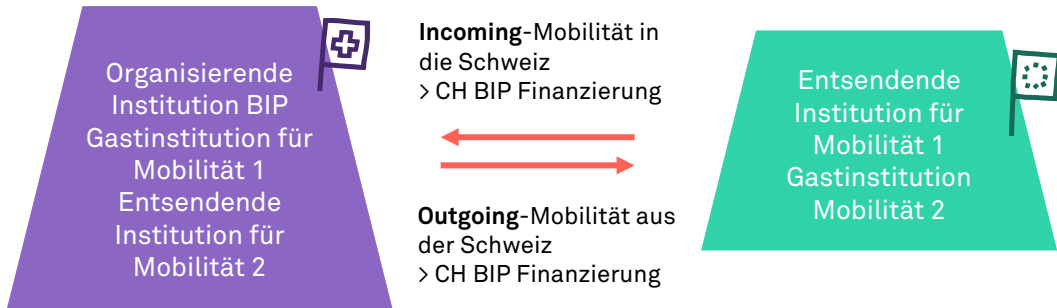 Organisierende
Institution BIP
Gastinstitution für
Mobilität 1
Entsendende
Institution für
Mobilität 2
Incoming-Mobilität in
die Schweiz
> CH BIP Finanzierung
Outgoing-Mobilität aus
der Schweiz
> CH BIP Finanzierung
Entsendende
Institution für
Mobilität 1
Gastinstitution
Mobilität 2